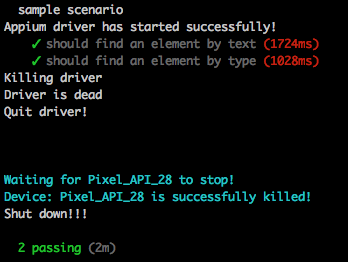 sample scenario
Appium driver has started successfully!
✓ should find an element by text (1724ms)
✓ should find an element by type (1028ms)
Killing driver
Driver is dead
Quit driver!
Waiting for Pixel_API_28 to stop!
Device: Pixel_API_28 is successfully killed!
Shut down!!!
2 passing (2m)